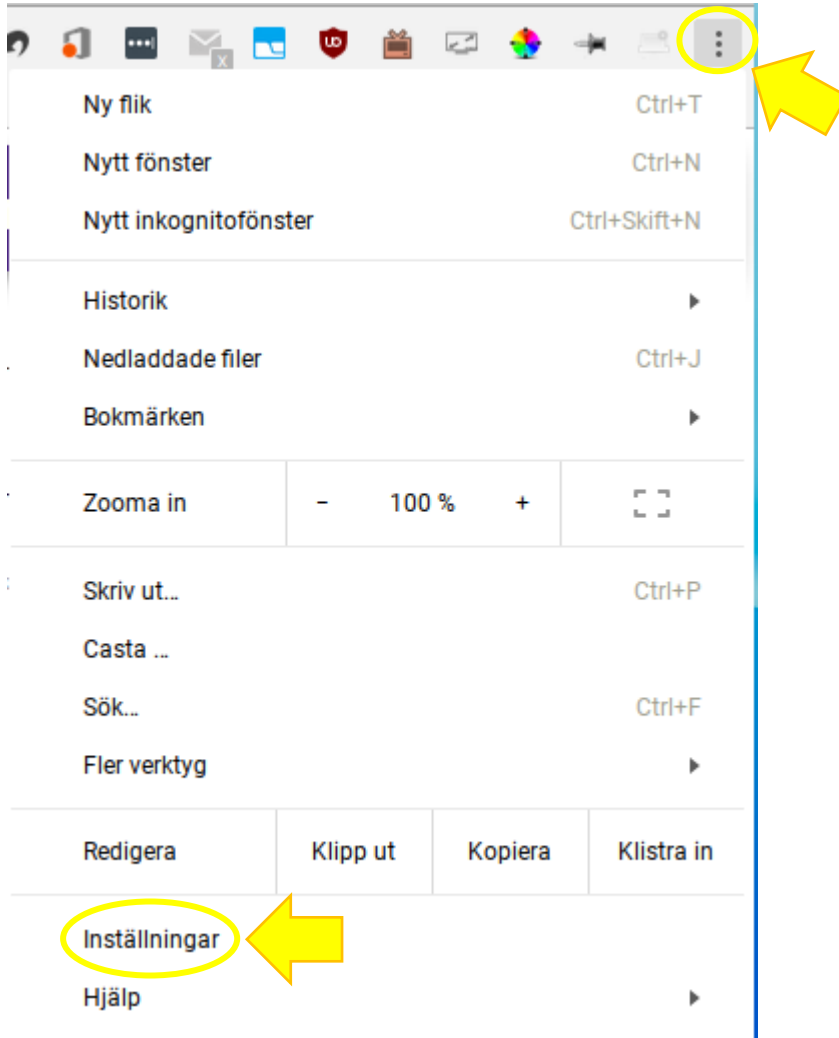 Ny flik Ctrl+T
Nytt fönster Ctrl+N
Nytt inkognitofönster Ctrl+Skift+N
Historik
Nedladdade filer Ctrl+J
Bokmärken
Zooma in - 100 % +
Skriv ut... Ctrl+P
Casta ...
Sök... Ctrl+F
Fler verktyg
Redigera Klipp ut Kopiera Klistra in
Inställningar
Hjälp